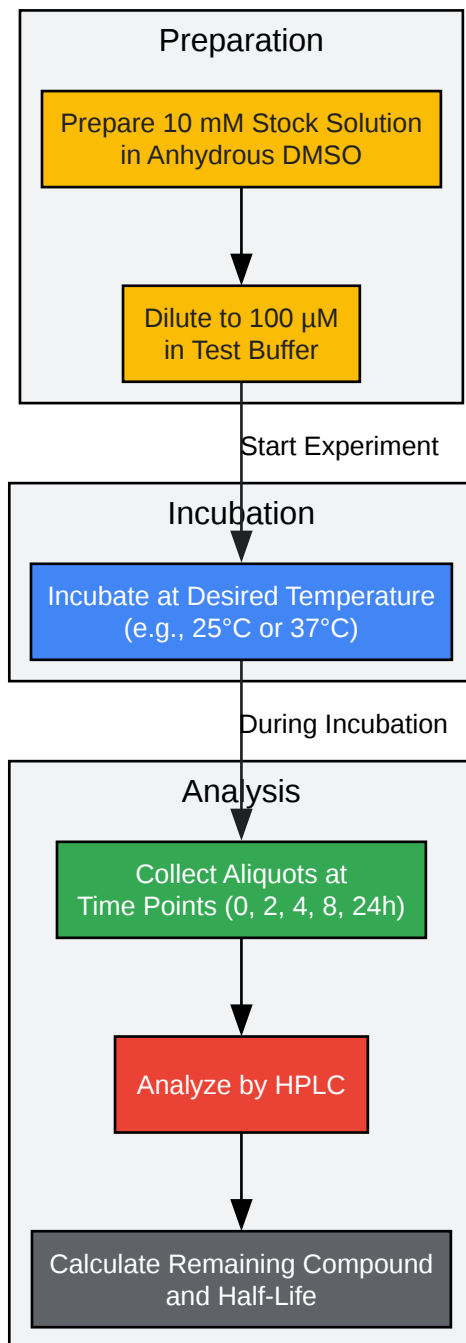 Preparation
Prepare 10 mM Stock Solution
in Anhydrous DMSO
Dilute to 100 µM
in Test Buffer
Start Experiment
Incubation
Incubate at Desired Temperature
(e.g., 25°C or 37°C)
During Incubation
Analysis
Collect Aliquots at
Time Points (0, 2, 4, 8, 24h)
Analyze by HPLC
Calculate Remaining Compound
and Half-Life